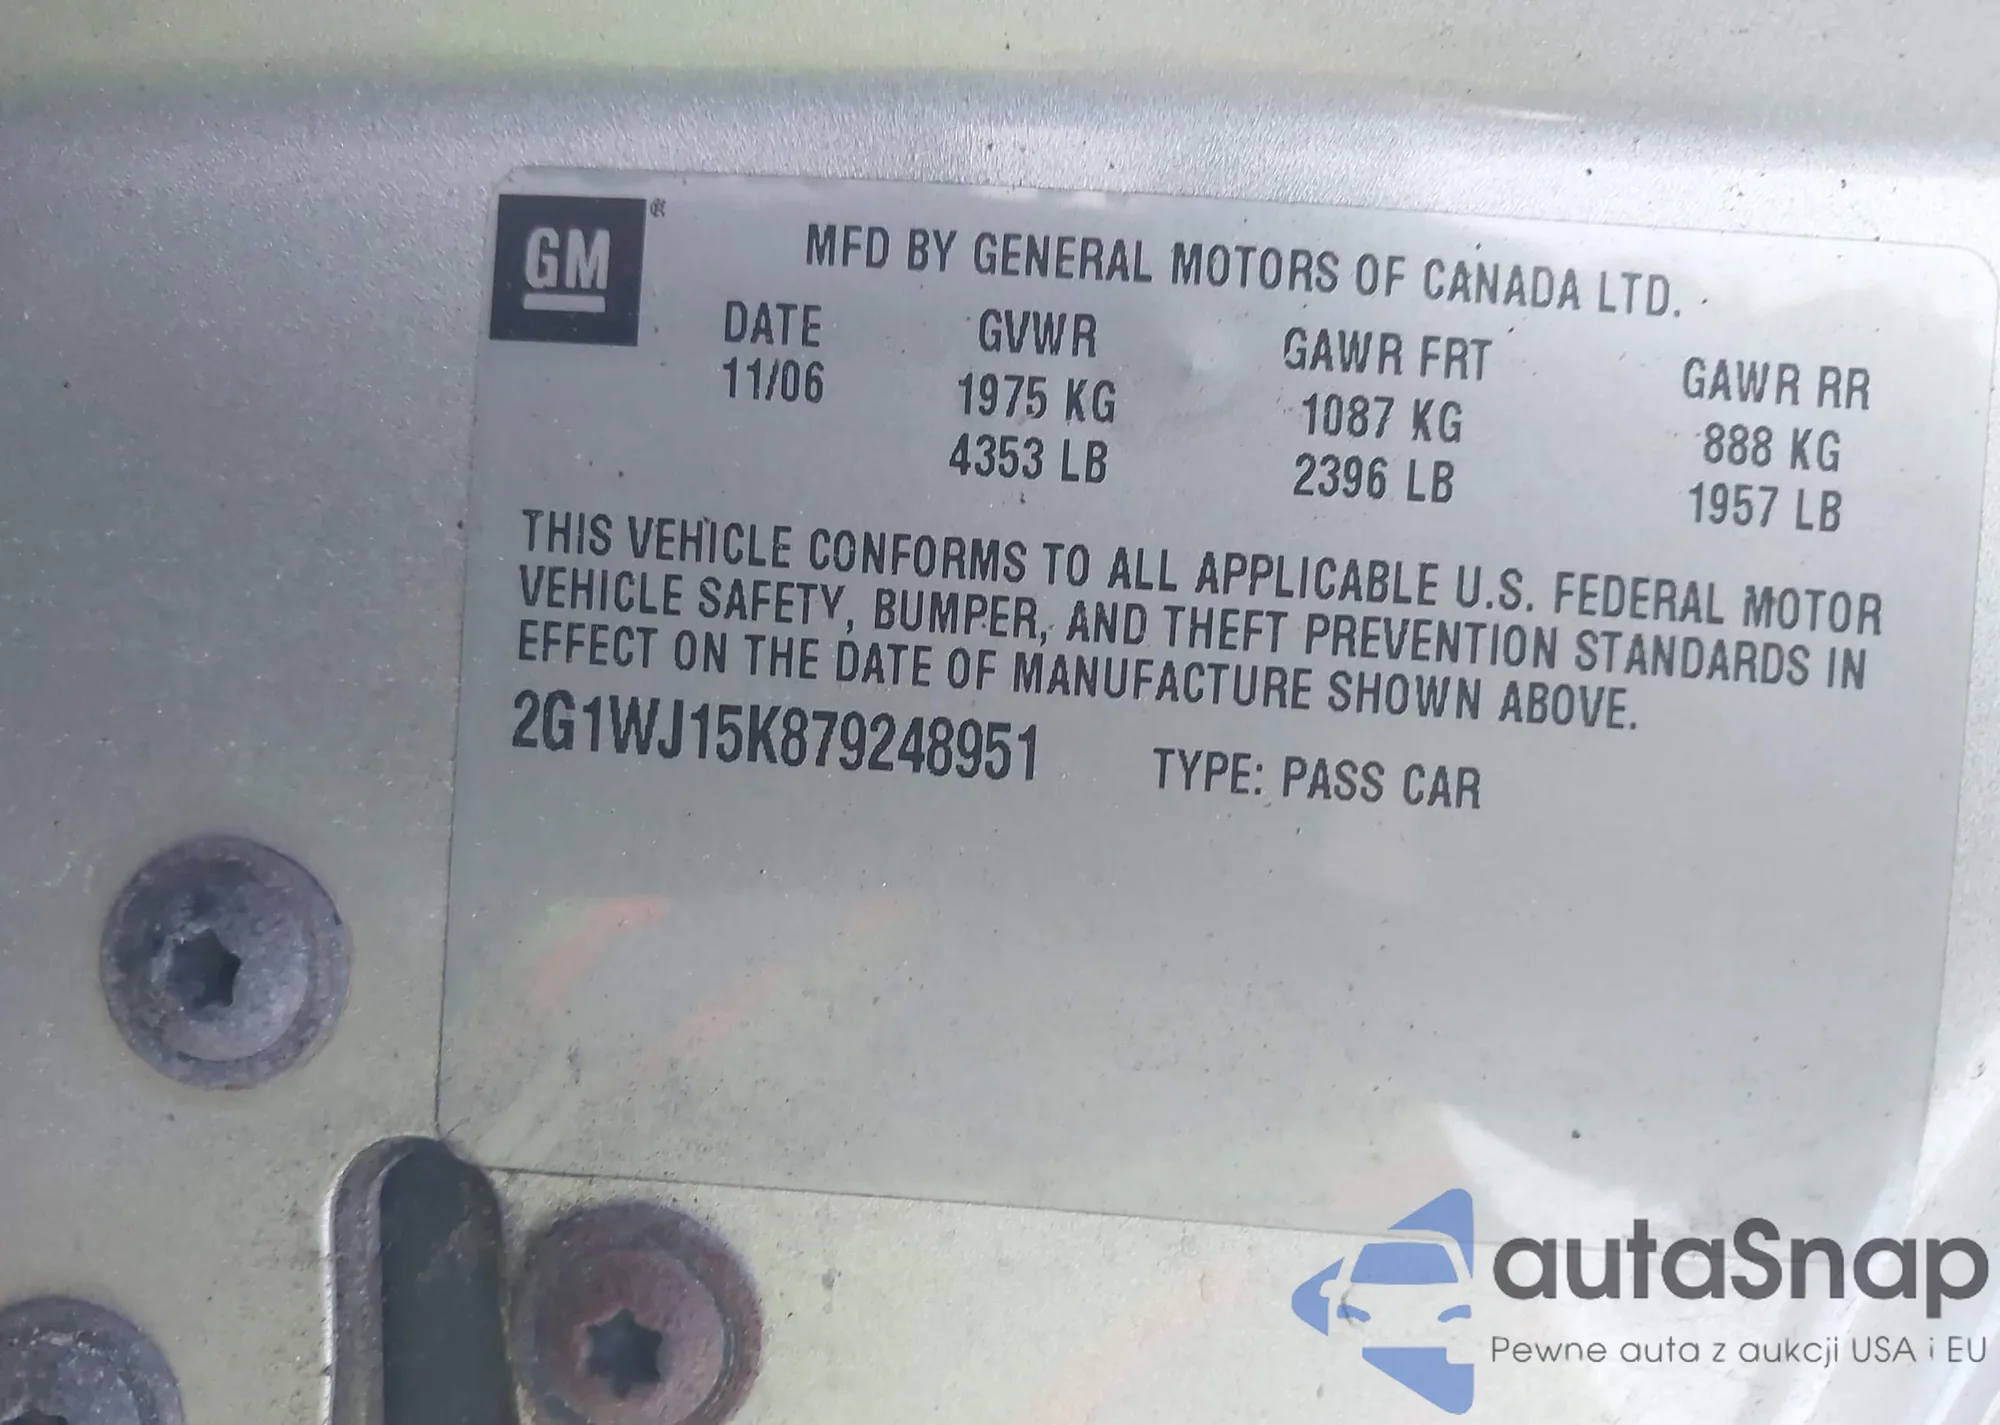 GM
MFD BY GENERAL MOTORS OF CANADA LTD.
DATE GVWR GAWR FRT GAWR RR
11/06 1975 KG 1087 KG 888 KG
4353 LB 2396 LB 1957 LB
THIS VEHICLE CONFORMS TO ALL APPLICABLE U.S. FEDERAL MOTOR
VEHICLE SAFETY, BUMPER, AND THEFT PREVENTION STANDARDS IN
EFFECT ON THE DATE OF MANUFACTURE SHOWN ABOVE.
2G1WJ15K879248951 TYPE: PASS CAR
autaSnap
Pewne auta z aukcji USA i EU